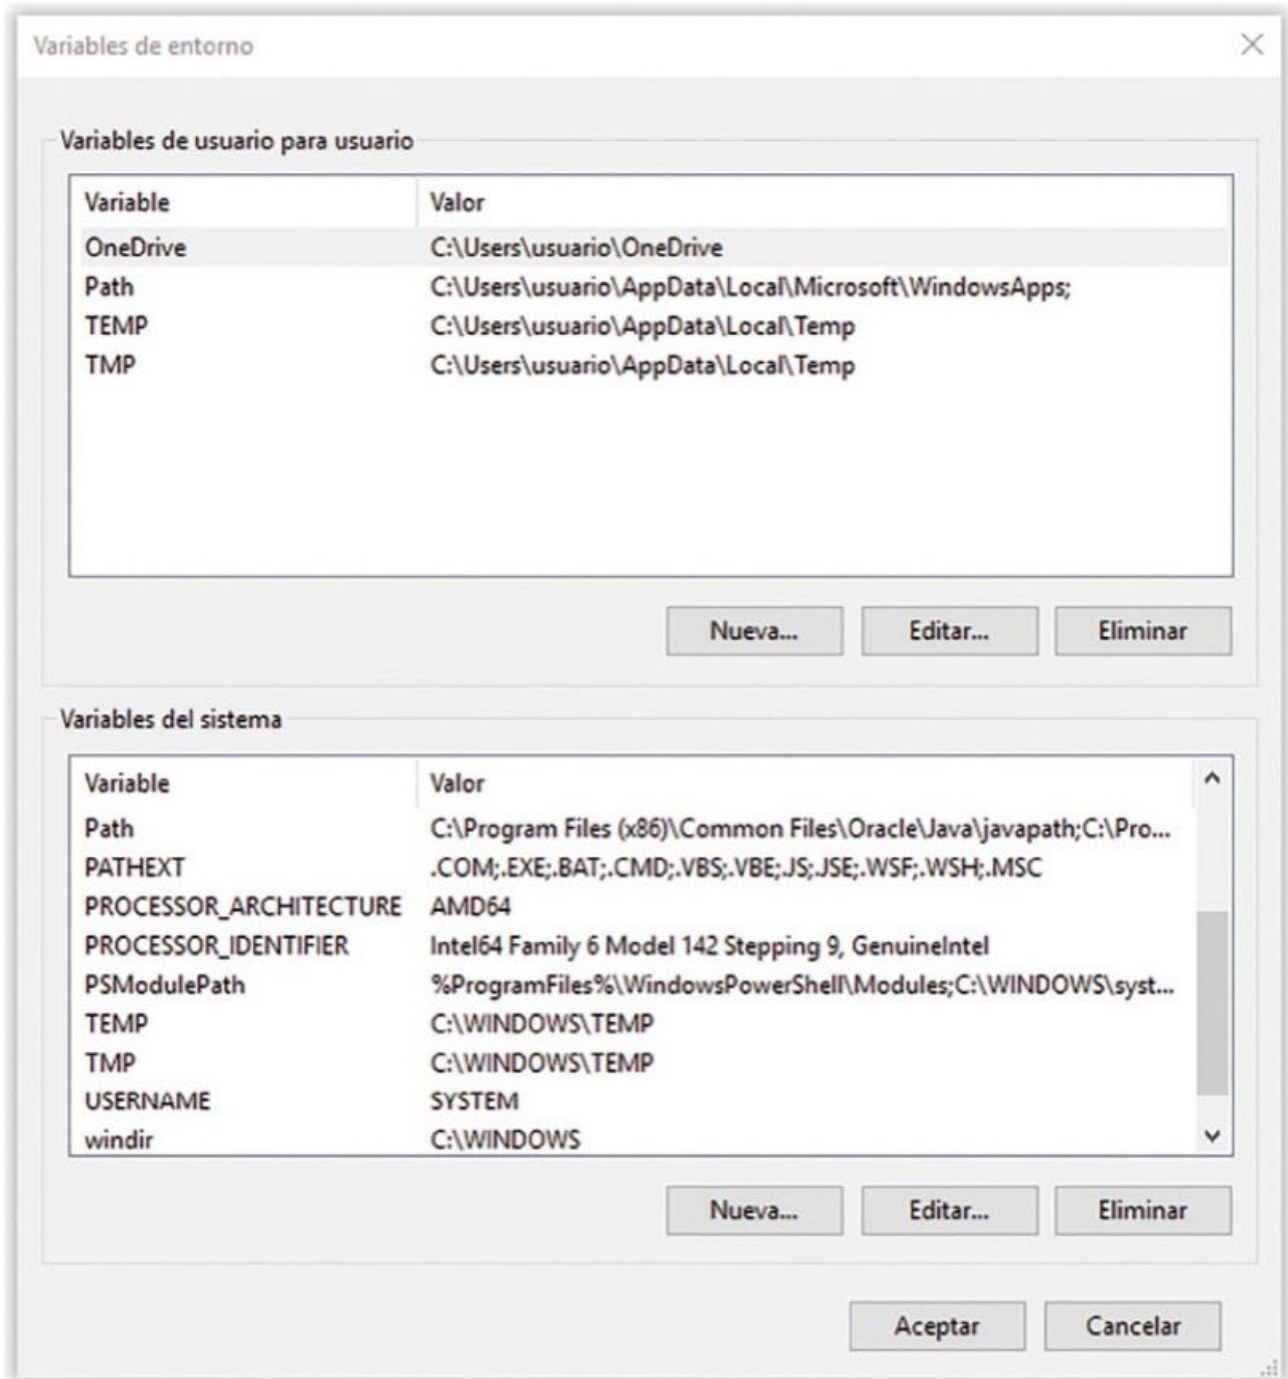 Variables de entorno
Variables de usuario para usuario
Variable Valor
OneDrive C:\Users\usuario\OneDrive
Path C:\Users\usuario\AppData\Local\Microsoft\WindowsApps;
TEMP C:\Users\usuario\AppData\Local\Temp
TMP C:\Users\usuario\AppData\Local\Temp
Nueva... Editar... Eliminar
Variables del sistema
Variable Valor
Path C:\Program Files (x86)\Common Files\Oracle\Java\javapath;C:\Pro...
PATHEXT .COM;.EXE;.BAT;.CMD;.VBS;.VBE;.JS;.JSE;.WSF;.WSH;.MSC
PROCESSOR_ARCHITECTURE AMD64
PROCESSOR_IDENTIFIER Intel64 Family 6 Model 142 Stepping 9, GenuineIntel
PSModulePath %ProgramFiles%\WindowsPowerShell\Modules;C:\WINDOWS\syst...
TEMP C:\WINDOWS\TEMP
TMP C:\WINDOWS\TEMP
USERNAME SYSTEM
windir C:\WINDOWS
Nueva... Editar... Eliminar
Aceptar Cancelar